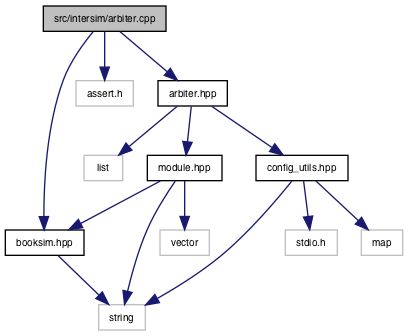 src/intersim/arbiter.cpp
assert.h
arbiter.hpp
list
module.hpp
config_utils.hpp
booksim.hpp
vector
stdio.h
map
string